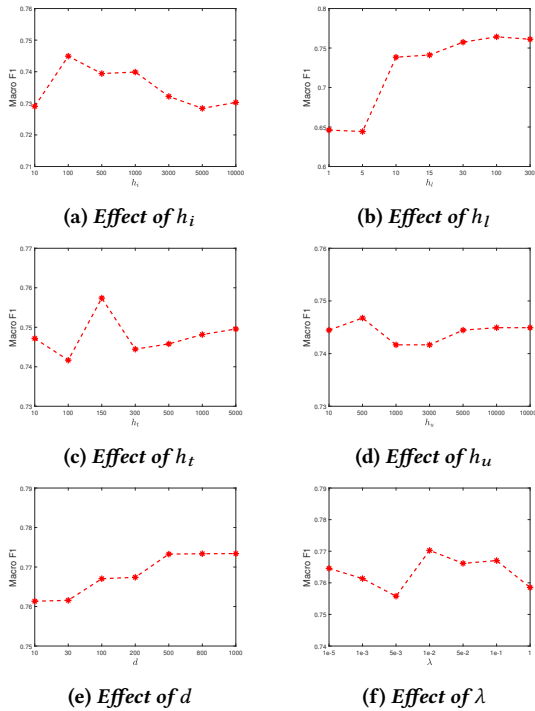 0.76
0.75
0.74
0.73
0.72
0.71
Macro F1
10 100 500 1000 3000 5000 10000
h_i
(a) Effect of h_i
0.8
0.75
0.7
0.65
0.6
Macro F1
1 5 10 15 30 100 300
h_l
(b) Effect of h_l
0.77
0.76
0.75
0.74
0.73
Macro F1
10 100 150 300 500 1000 5000
h_t
(c) Effect of h_t
0.76
0.75
0.74
0.73
Macro F1
10 500 1000 3000 5000 10000 10000
h_u
(d) Effect of h_u
0.79
0.78
0.77
0.76
0.75
Macro F1
10 30 100 200 500 800 1000
d
(e) Effect of d
0.79
0.78
0.77
0.76
0.75
0.74
Macro F1
1e-5 1e-3 5e-3 1e-2 5e-2 1e-1 1
λ
(f) Effect of λ